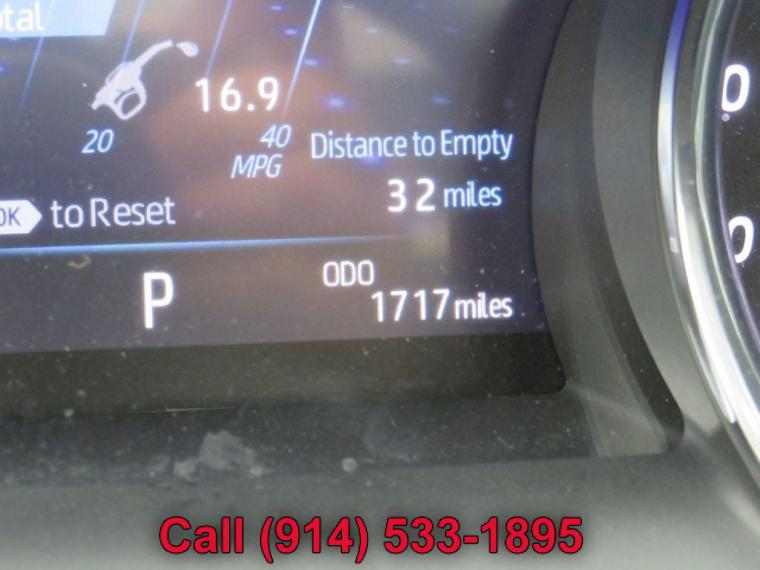 16.9
20
40
MPG
Distance to Empty
32 miles
to Reset
P
ODO
1717 miles
Call (914) 533-1895